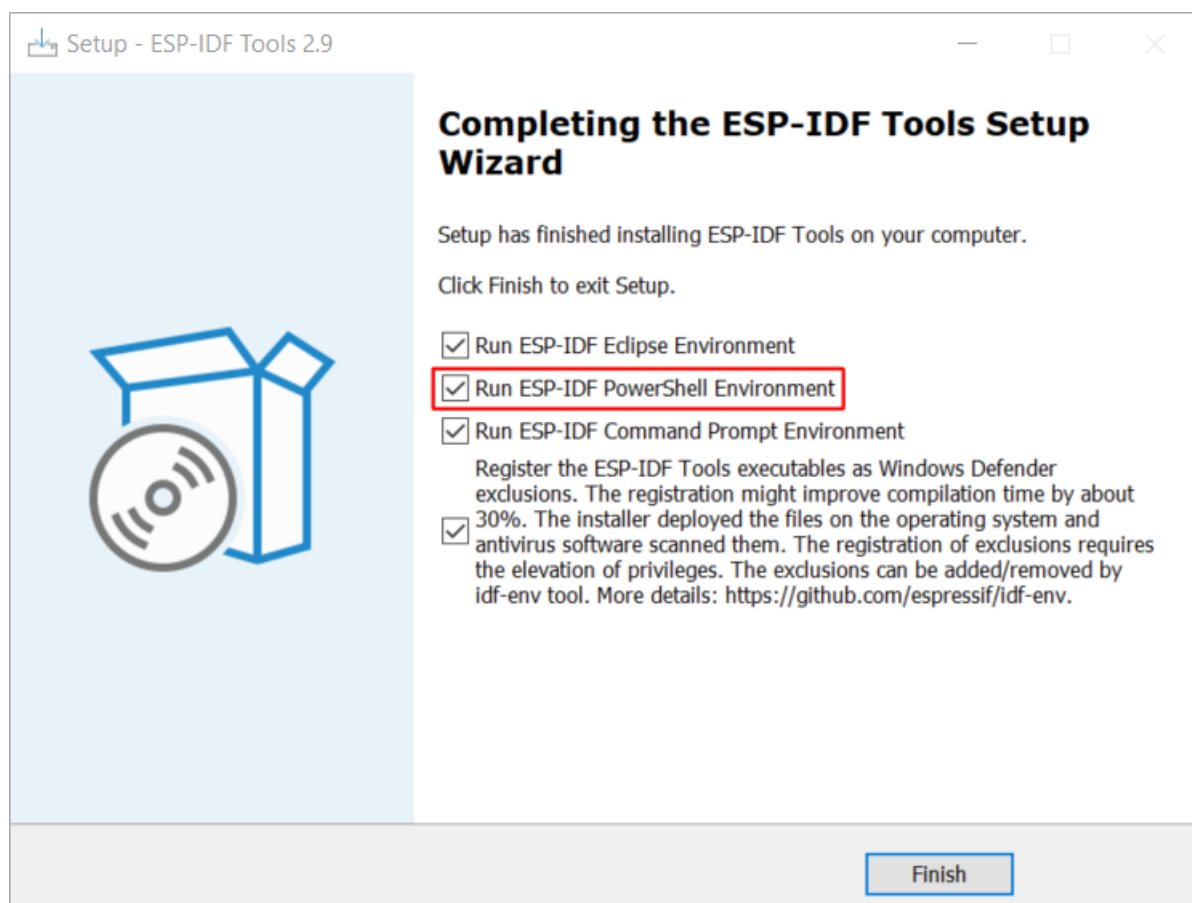 Setup - ESP-IDF Tools 2.9
Completing the ESP-IDF Tools Setup
Wizard
Setup has finished installing ESP-IDF Tools on your computer.
Click Finish to exit Setup.
Run ESP-IDF Eclipse Environment
Run ESP-IDF PowerShell Environment
Run ESP-IDF Command Prompt Environment
Register the ESP-IDF Tools executables as Windows Defender
exclusions. The registration might improve compilation time by about
30%. The installer deployed the files on the operating system and
antivirus software scanned them. The registration of exclusions requires
the elevation of privileges. The exclusions can be added/removed by
idf-env tool. More details: https://github.com/espressif/idf-env.
Finish